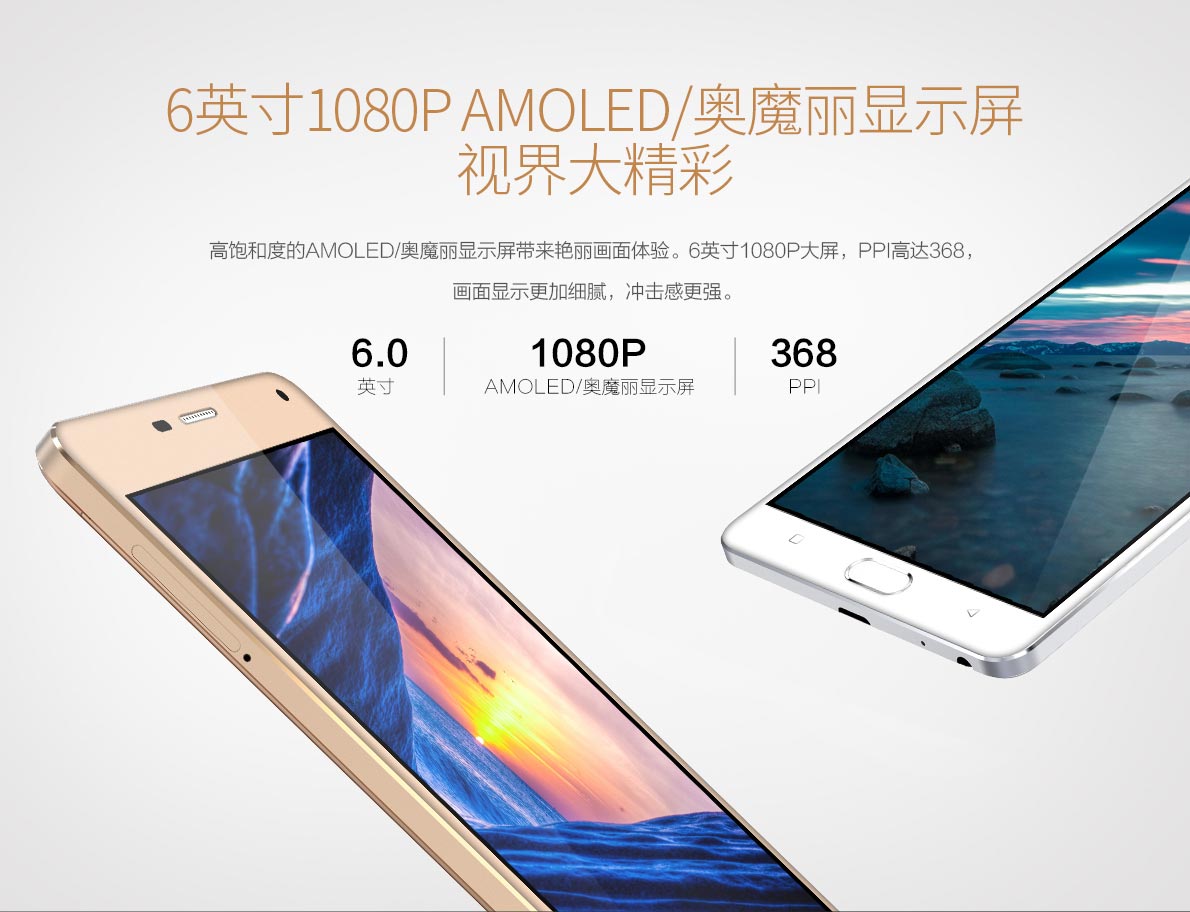 6英寸1080P AMOLED/奥魔丽显示屏
视界大精彩
高饱和度的AMOLED/奥魔丽显示屏带来艳丽画面体验。6英寸1080P大屏，PPI高达368，
画面显示更加细腻，冲击感更强。
6.0 1080P 368
英寸 AMOLED/奥魔丽显示屏 PPI